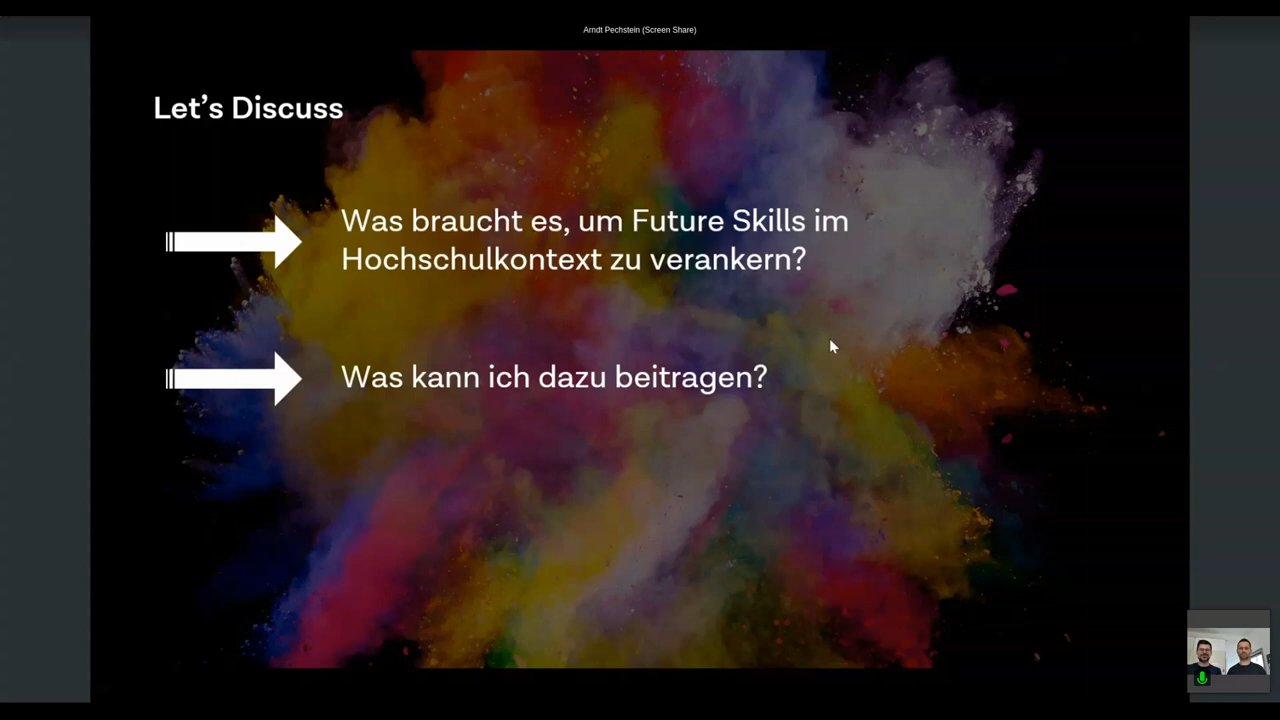 Arndt Pechstein (Screen Share)
Let’s Discuss
Was braucht es, um Future Skills im
Hochschulkontext zu verankern?
Was kann ich dazu beitragen?